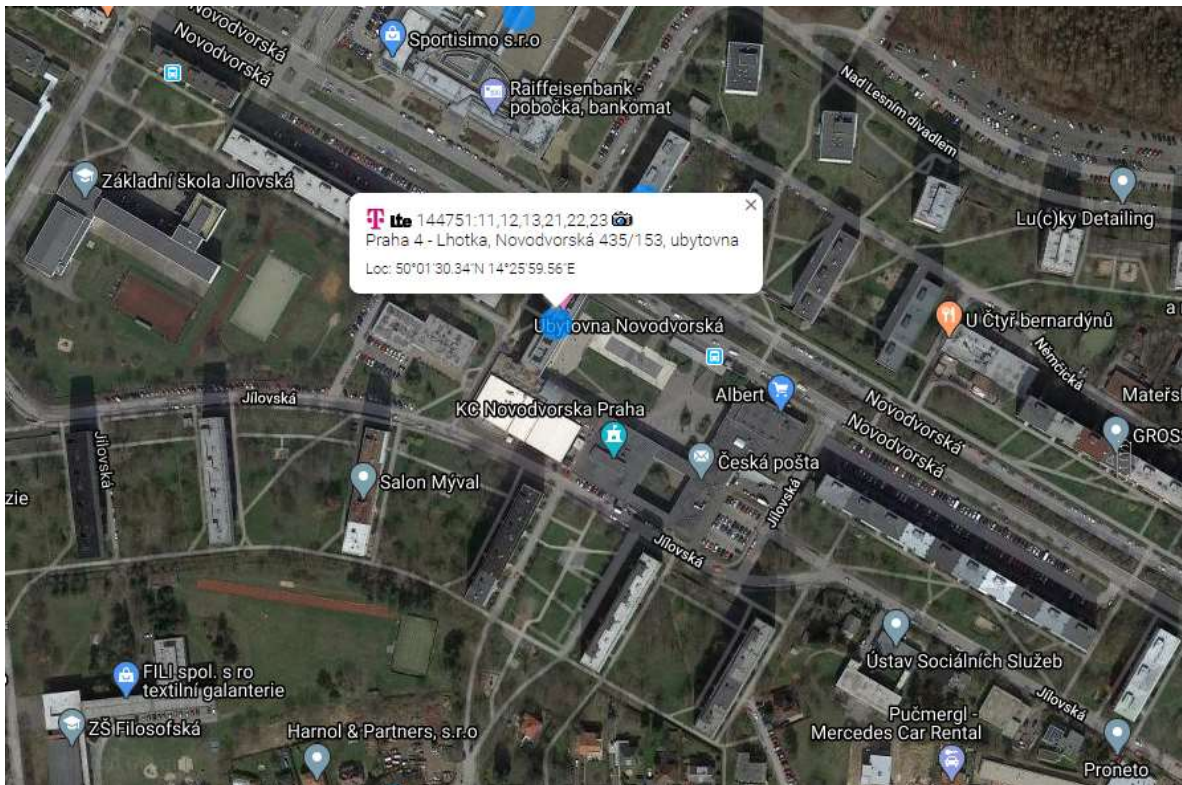 Novodvorská
Novodvorská
Sportisimo s.r.o
Raiffeisenbank -
pobočka, bankomat
Nad Lesním divadlem
Základní škola Jílovská
Lu(c)ky Detailing
T lte 144751:11,12,13,21,22,23
Praha 4 - Lhotka, Novodvorská 435/153, ubytovna
Loc: 50°01'30.34"N 14°25'59.56"E
Ubytovna Novodvorská
U Čtyř bernardýnů
a
Němčická
Jílovská
KC Novodvorska Praha
Albert
Novodvorská
Novodvorská
Mateřsk
GROS
Jílovská
Salon Mýval
Česká pošta
Jílovská
zie
Jílovská
Ústav Sociálních Služeb
FILI spol. s ro
textilní galanterie
ZŠ Filosofská
Harnol & Partners, s.r.o
Pučmergl -
Mercedes Car Rental
Jílovská
Proneto